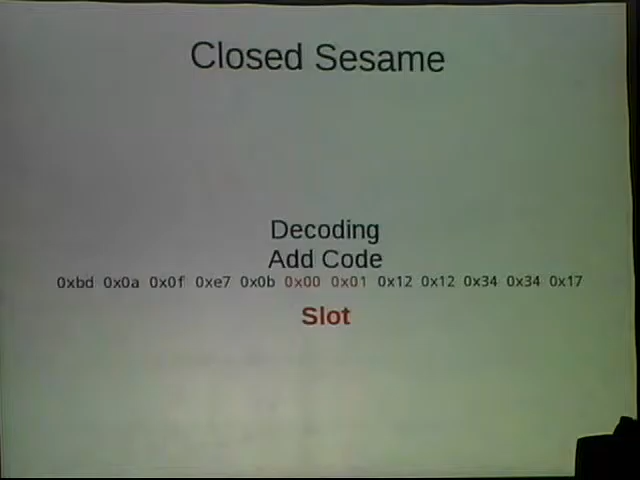 Closed Sesame
Decoding
Add Code
0xbd 0x0a 0x0f 0xe7 0x0b 0x00 0x01 0x12 0x12 0x34 0x34 0x17
Slot